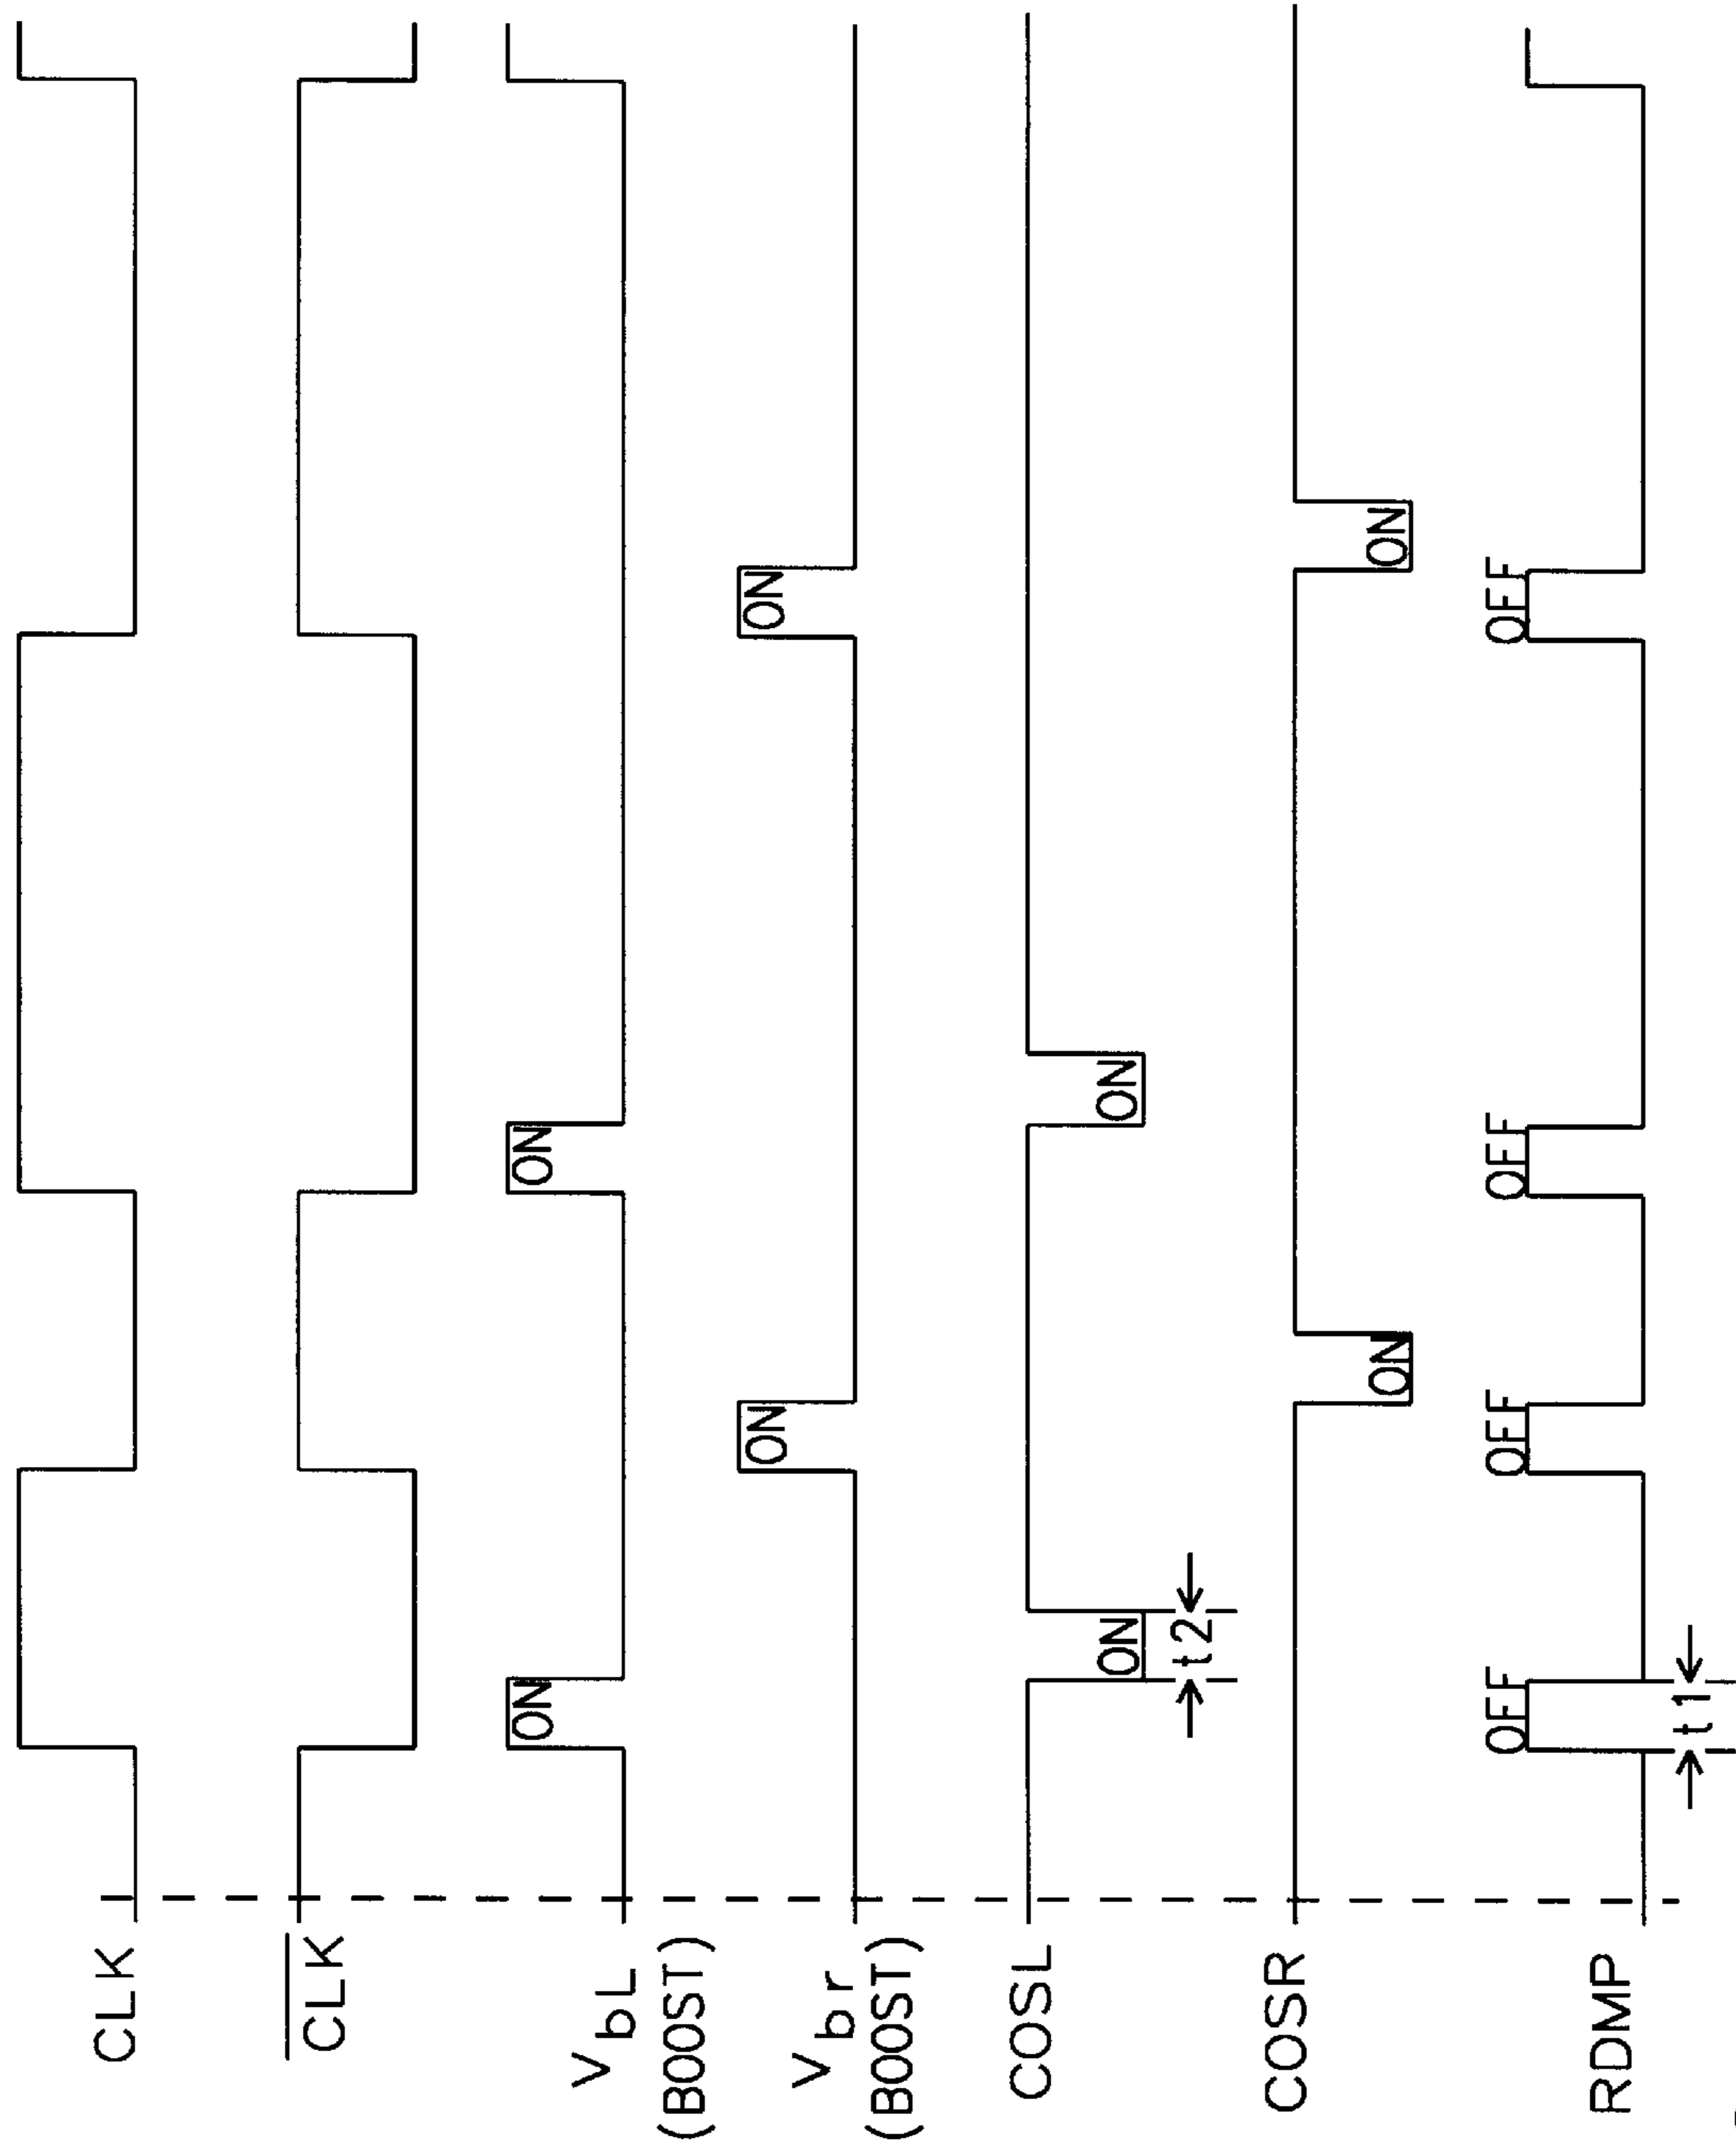 CLK
CLK
VbL
(BOOST)
ON
ON
Vbr
(BOOST)
ON
ON
COSL
ON
ON
t2
COSR
ON
ON
RDMP
OFF
OFF
OFF
OFF
t1